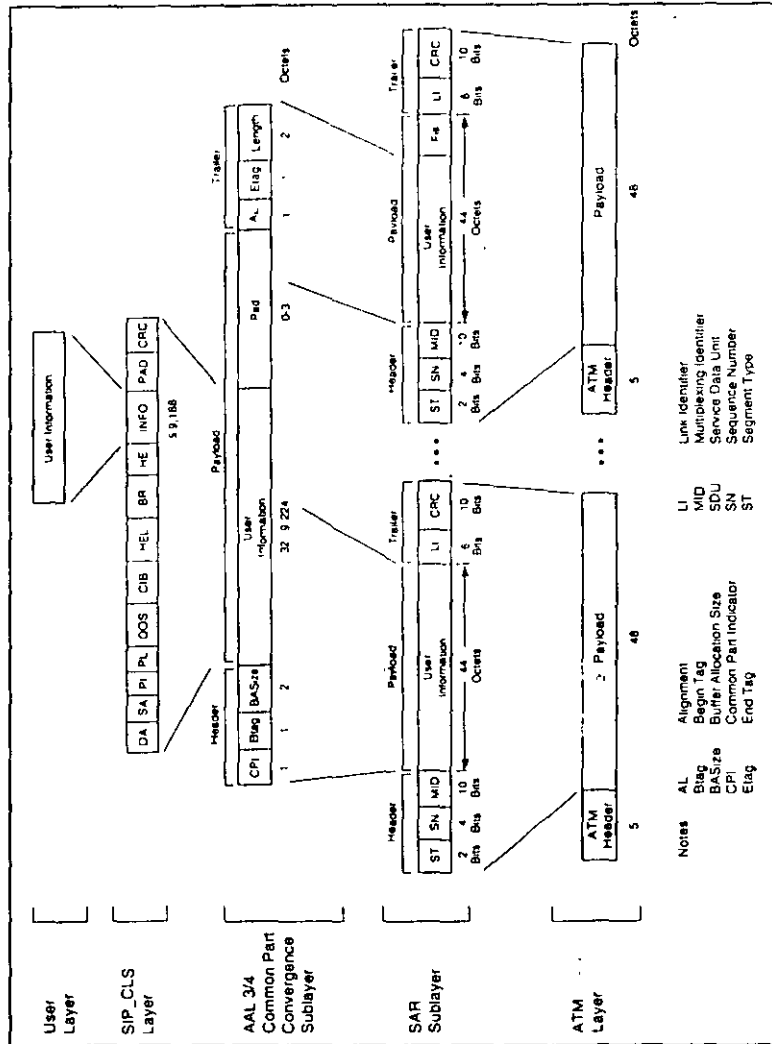 User Layer
User Information
SIP_CLS Layer
DA SA PI PL QOS CIB HEL BR HE INFO PAD CRC
≤ 9,188
AAL 3/4 Common Part Convergence Sublayer
Header Payload Trailer
CPI Btag BASize User Information Pad AL Etag Length
1 1 2 32 9 224 0-3 1 1 2 Octets
SAR Sublayer
Header Payload Trailer Header Payload Trailer
ST SN MID User Information LI CRC ••• ST SN MID User Information Fill LI CRC
2 Bits 4 Bits 10 Bits 44 Octets 6 Bits 10 Bits 2 Bits 4 Bits 10 Bits 44 Octets 6 Bits 10 Bits
ATM Layer
ATM Header Payload ••• ATM Header Payload
5 48 5 48 Octets
Notes
AL Alignment
Btag Begin Tag
BASize Buffer Allocation Size
CPI Common Part Indicator
Etag End Tag
LI Link Identifier
MID Multiplexing Identifier
SDU Service Data Unit
SN Sequence Number
ST Segment Type